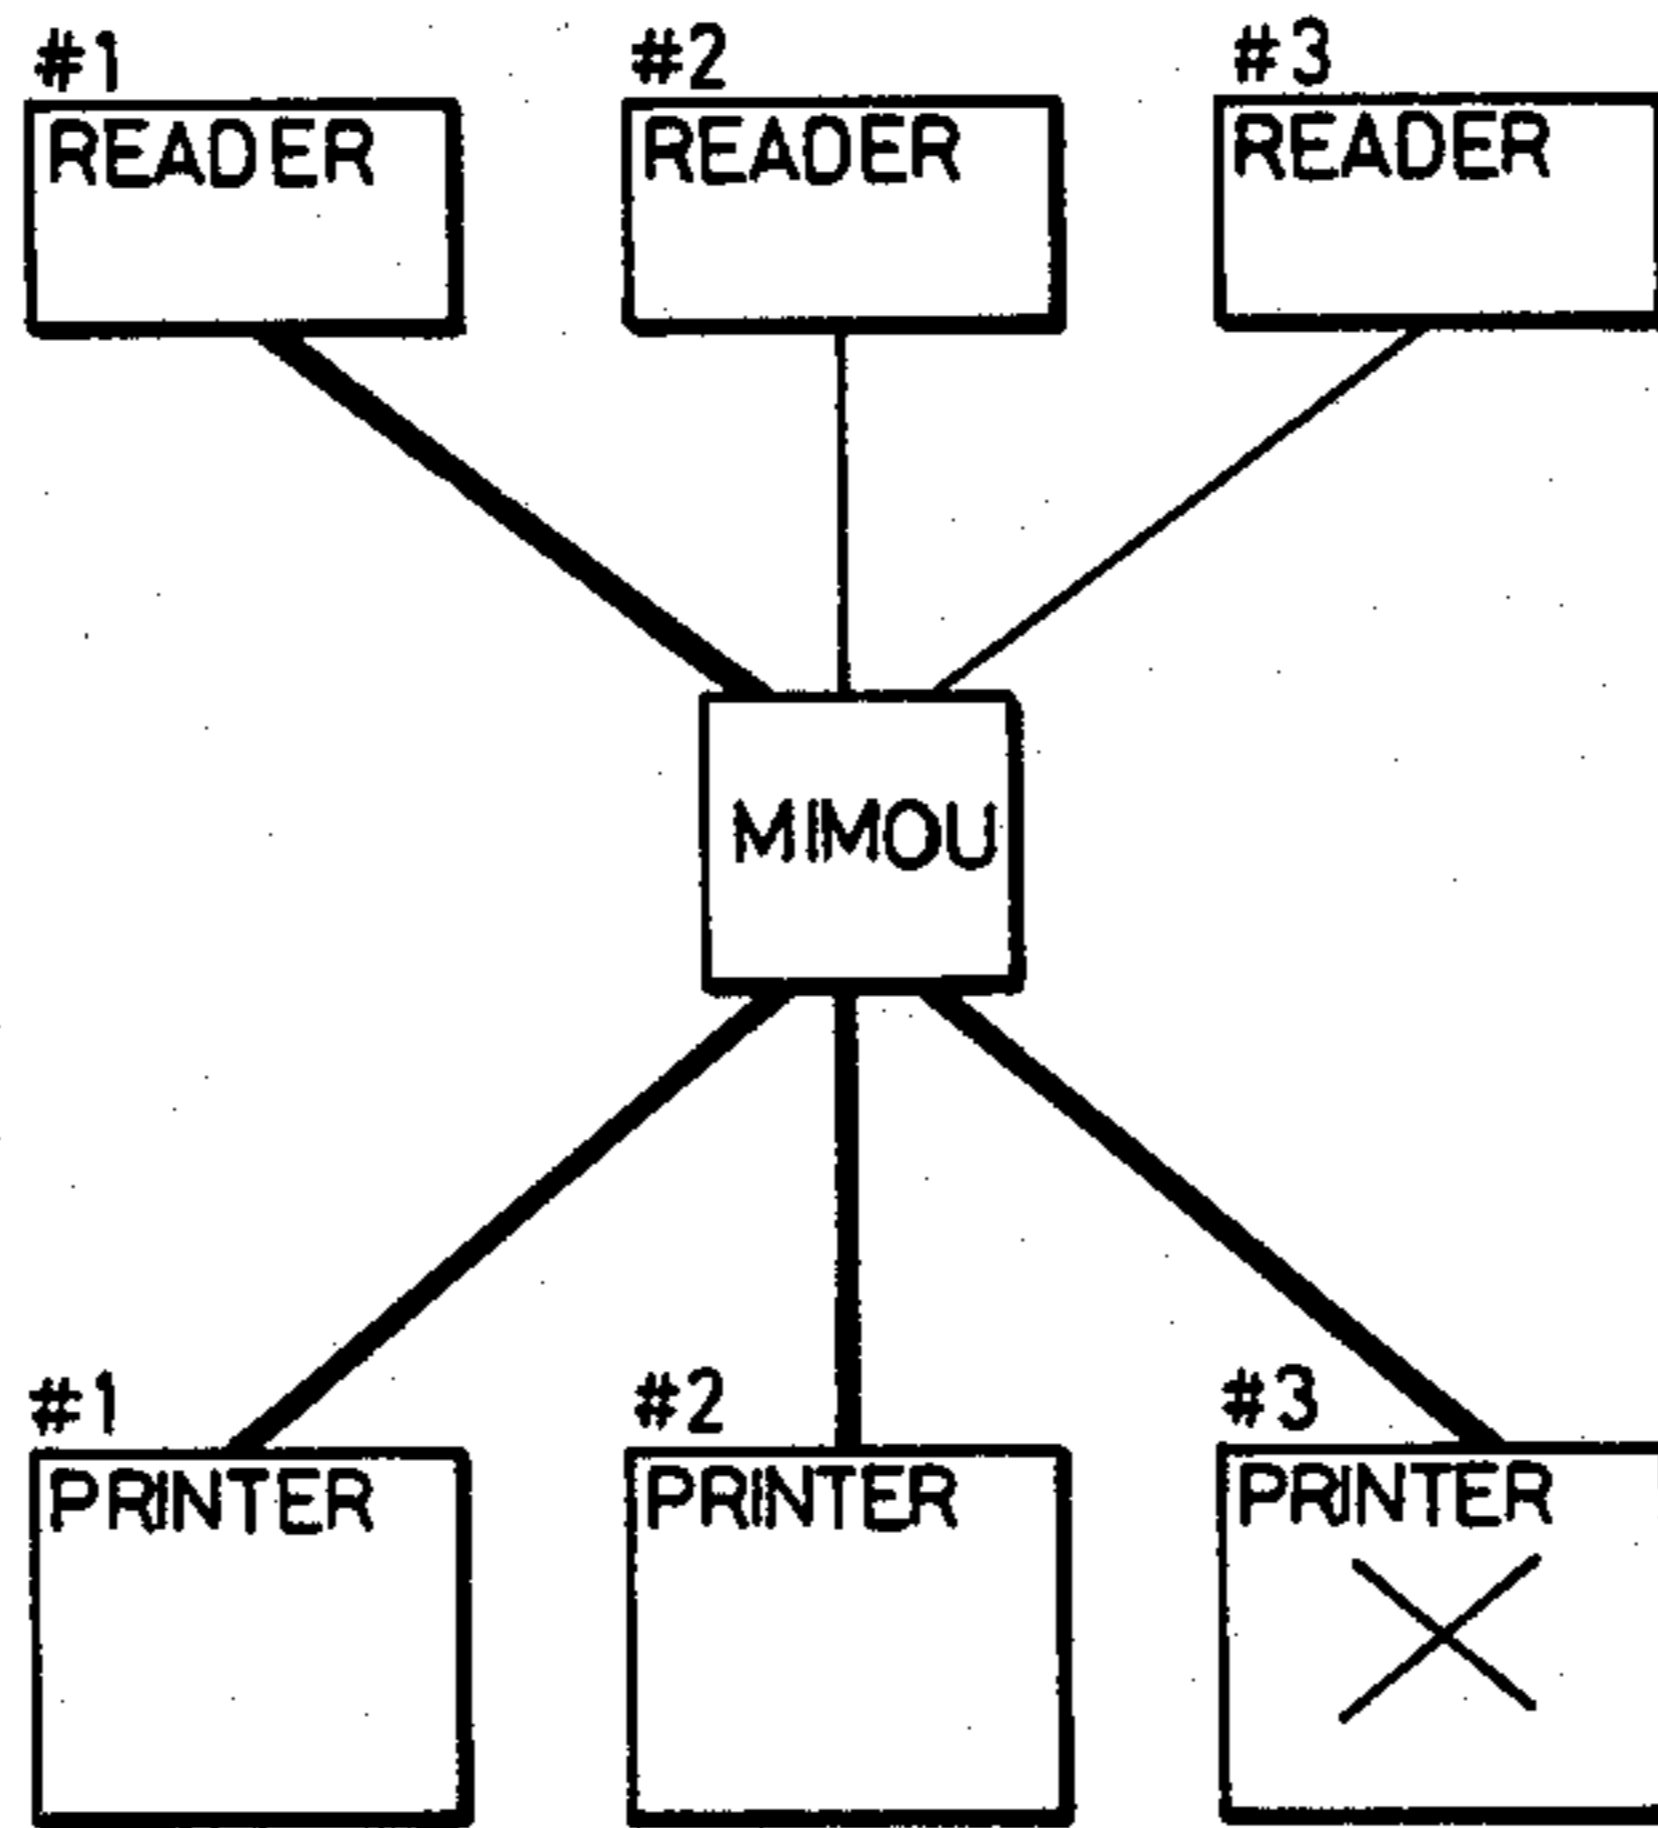 #1 #2 #3
READER READER READER
MIMOU
#1 #2 #3
PRINTER PRINTER PRINTER